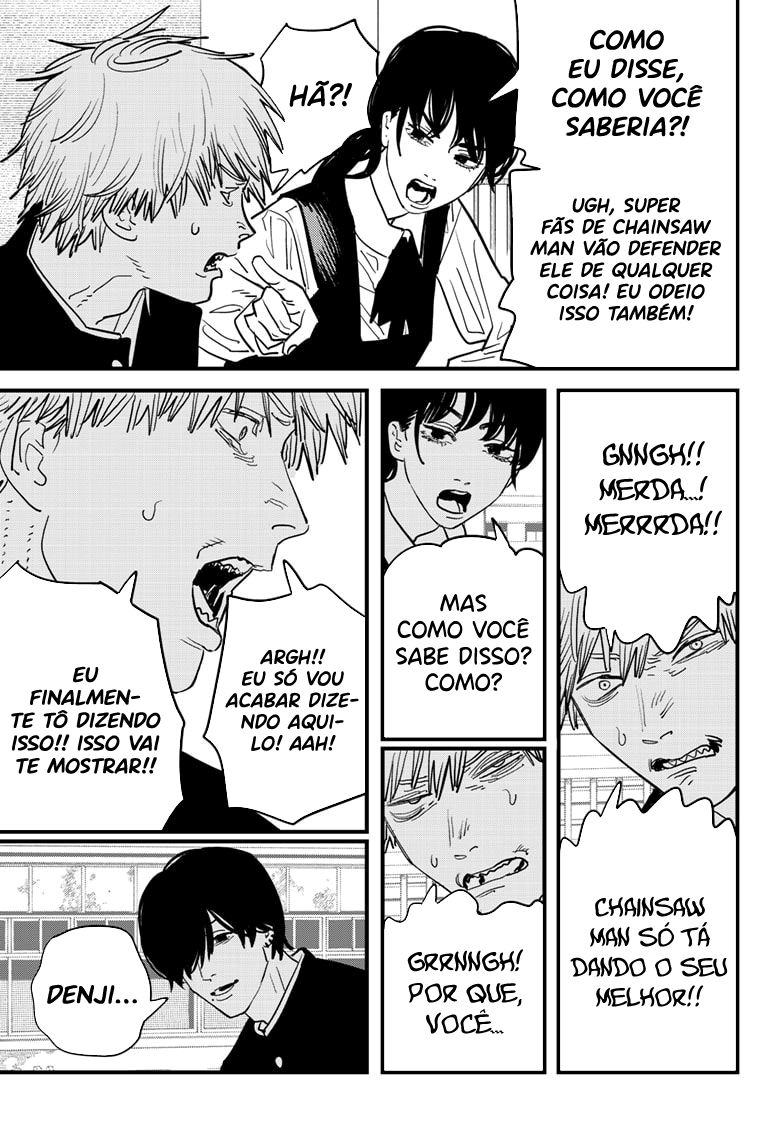 COMO
EU DISSE,
COMO VOCÊ
SABERIA?!
UGH, SUPER
FÃS DE CHAINSAW
MAN VÃO DEFENDER
ELE DE QUALQUER
COISA! EU ODEIO
ISSO TAMBÉM!
HÃ?!
GNNGH!!
MERDA...!
MERRRDA!!
CHAINSAW
MAN SÓ TÁ
DANDO O SEU
MELHOR!!
MAS
COMO VOCÊ
SABE DISSO?
COMO?
GRRNNGH!
POR QUE,
VOCÊ...
ARGH!!
EU SÓ VOU
ACABAR DIZE-
NDO AQUI-
LO! AAH!
EU
FINALMEN-
TE TÔ DIZENDO
ISSO!! ISSO VAI
TE MOSTRAR!!
DENJI...